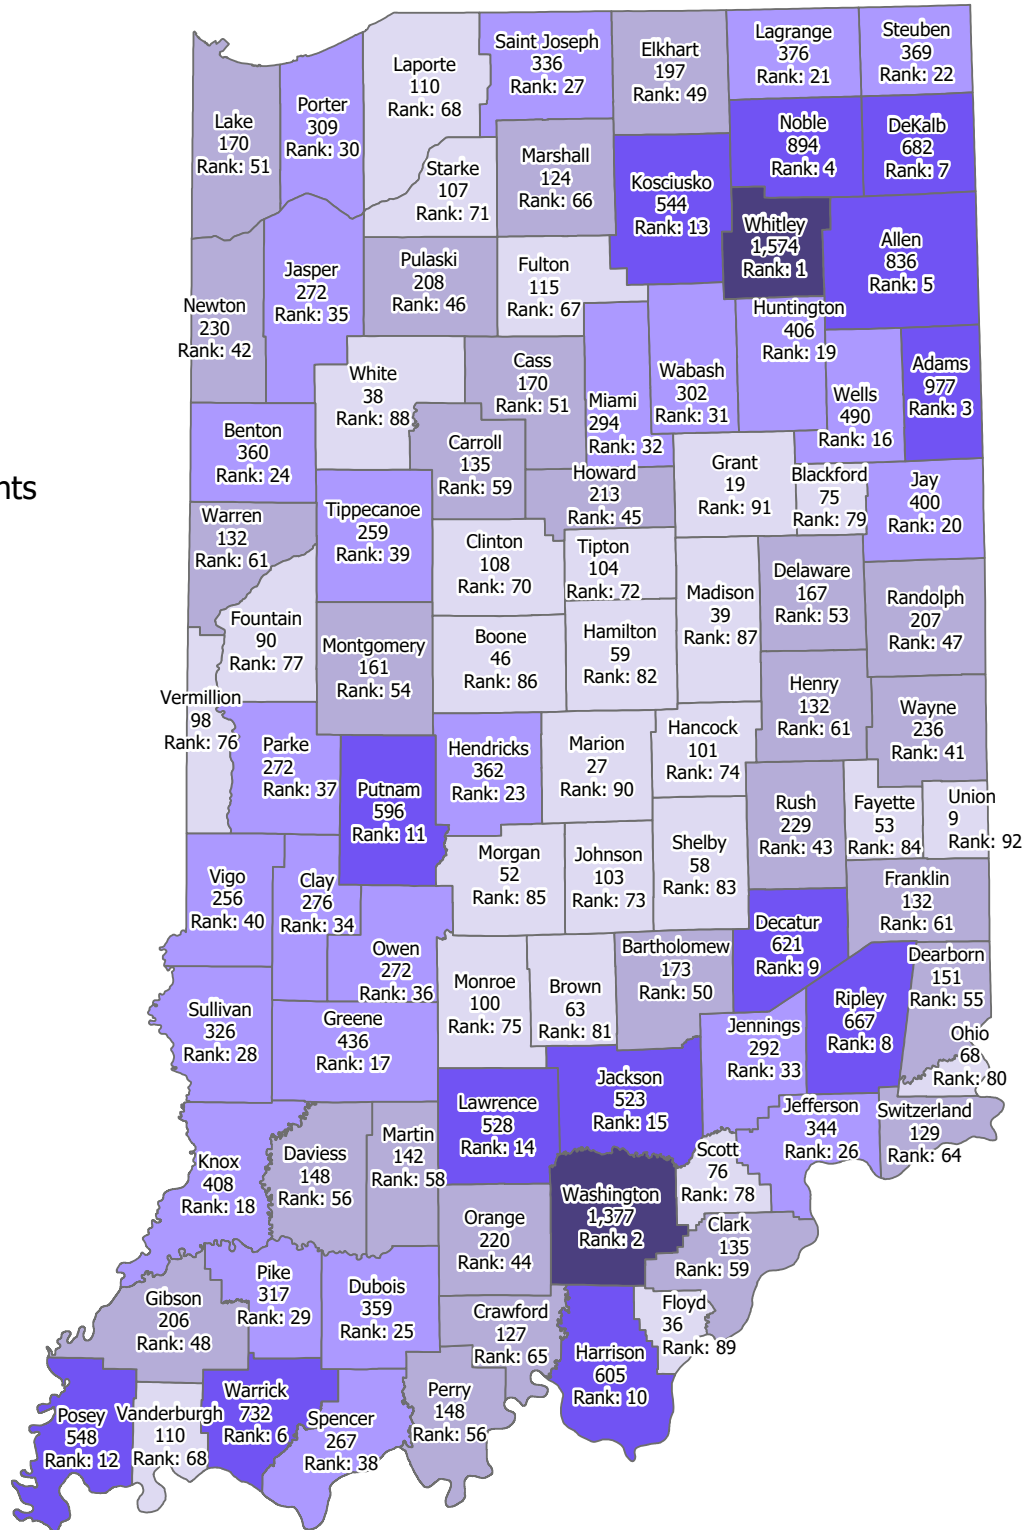 Lagrange
376
Rank: 21
Steuben
369
Rank: 22
Saint Joseph
336
Rank: 27
Elkhart
197
Rank: 49
Laporte
110
Rank: 68
Porter
309
Rank: 30
Lake
170
Rank: 51
Noble
894
Rank: 4
DeKalb
682
Rank: 7
Marshall
124
Rank: 66
Starke
107
Rank: 71
Kosciusko
544
Rank: 13
Whitley
1,574
Rank: 1
Allen
836
Rank: 5
Pulaski
208
Rank: 46
Fulton
115
Rank: 67
Jasper
272
Rank: 35
Newton
230
Rank: 42
Huntington
406
Rank: 19
Cass
170
Rank: 51
White
38
Rank: 88
Wabash
302
Rank: 31
Adams
977
Rank: 3
Wells
490
Rank: 16
Miami
294
Rank: 32
Benton
360
Rank: 24
Carroll
135
Rank: 59
Grant
19
Rank: 91
Blackford
75
Rank: 79
Howard
213
Rank: 45
Jay
400
Rank: 20
nts
Tippecanoe
259
Rank: 39
Warren
132
Rank: 61
Clinton
108
Rank: 70
Tipton
104
Rank: 72
Delaware
167
Rank: 53
Madison
39
Rank: 87
Randolph
207
Rank: 47
Fountain
90
Rank: 77
Montgomery
161
Rank: 54
Boone
46
Rank: 86
Hamilton
59
Rank: 82
Henry
132
Rank: 61
Vermillion
98
Rank: 76
Wayne
236
Rank: 41
Hancock
101
Rank: 74
Parke
272
Rank: 37
Hendricks
362
Rank: 23
Marion
27
Rank: 90
Putnam
596
Rank: 11
Rush
229
Rank: 43
Fayette
53
Rank: 84
Union
9
Rank: 92
Morgan
52
Rank: 85
Johnson
103
Rank: 73
Shelby
58
Rank: 83
Vigo
256
Rank: 40
Clay
276
Rank: 34
Franklin
132
Rank: 61
Decatur
621
Rank: 9
Owen
272
Rank: 36
Bartholomew
173
Rank: 50
Dearborn
151
Rank: 55
Monroe
100
Rank: 75
Brown
63
Rank: 81
Ripley
667
Rank: 8
Sullivan
326
Rank: 28
Greene
436
Rank: 17
Jennings
292
Rank: 33
Ohio
68
Rank: 80
Jackson
523
Rank: 15
Lawrence
528
Rank: 14
Jefferson
344
Rank: 26
Switzerland
129
Rank: 64
Martin
142
Rank: 58
Daviess
148
Rank: 56
Knox
408
Rank: 18
Scott
76
Rank: 78
Washington
1,377
Rank: 2
Orange
220
Rank: 44
Clark
135
Rank: 59
Pike
317
Rank: 29
Dubois
359
Rank: 25
Gibson
206
Rank: 48
Crawford
127
Rank: 65
Floyd
36
Rank: 89
Harrison
605
Rank: 10
Warrick
732
Rank: 6
Perry
148
Rank: 56
Posey
548
Rank: 12
Vanderburgh
110
Rank: 68
Spencer
267
Rank: 38